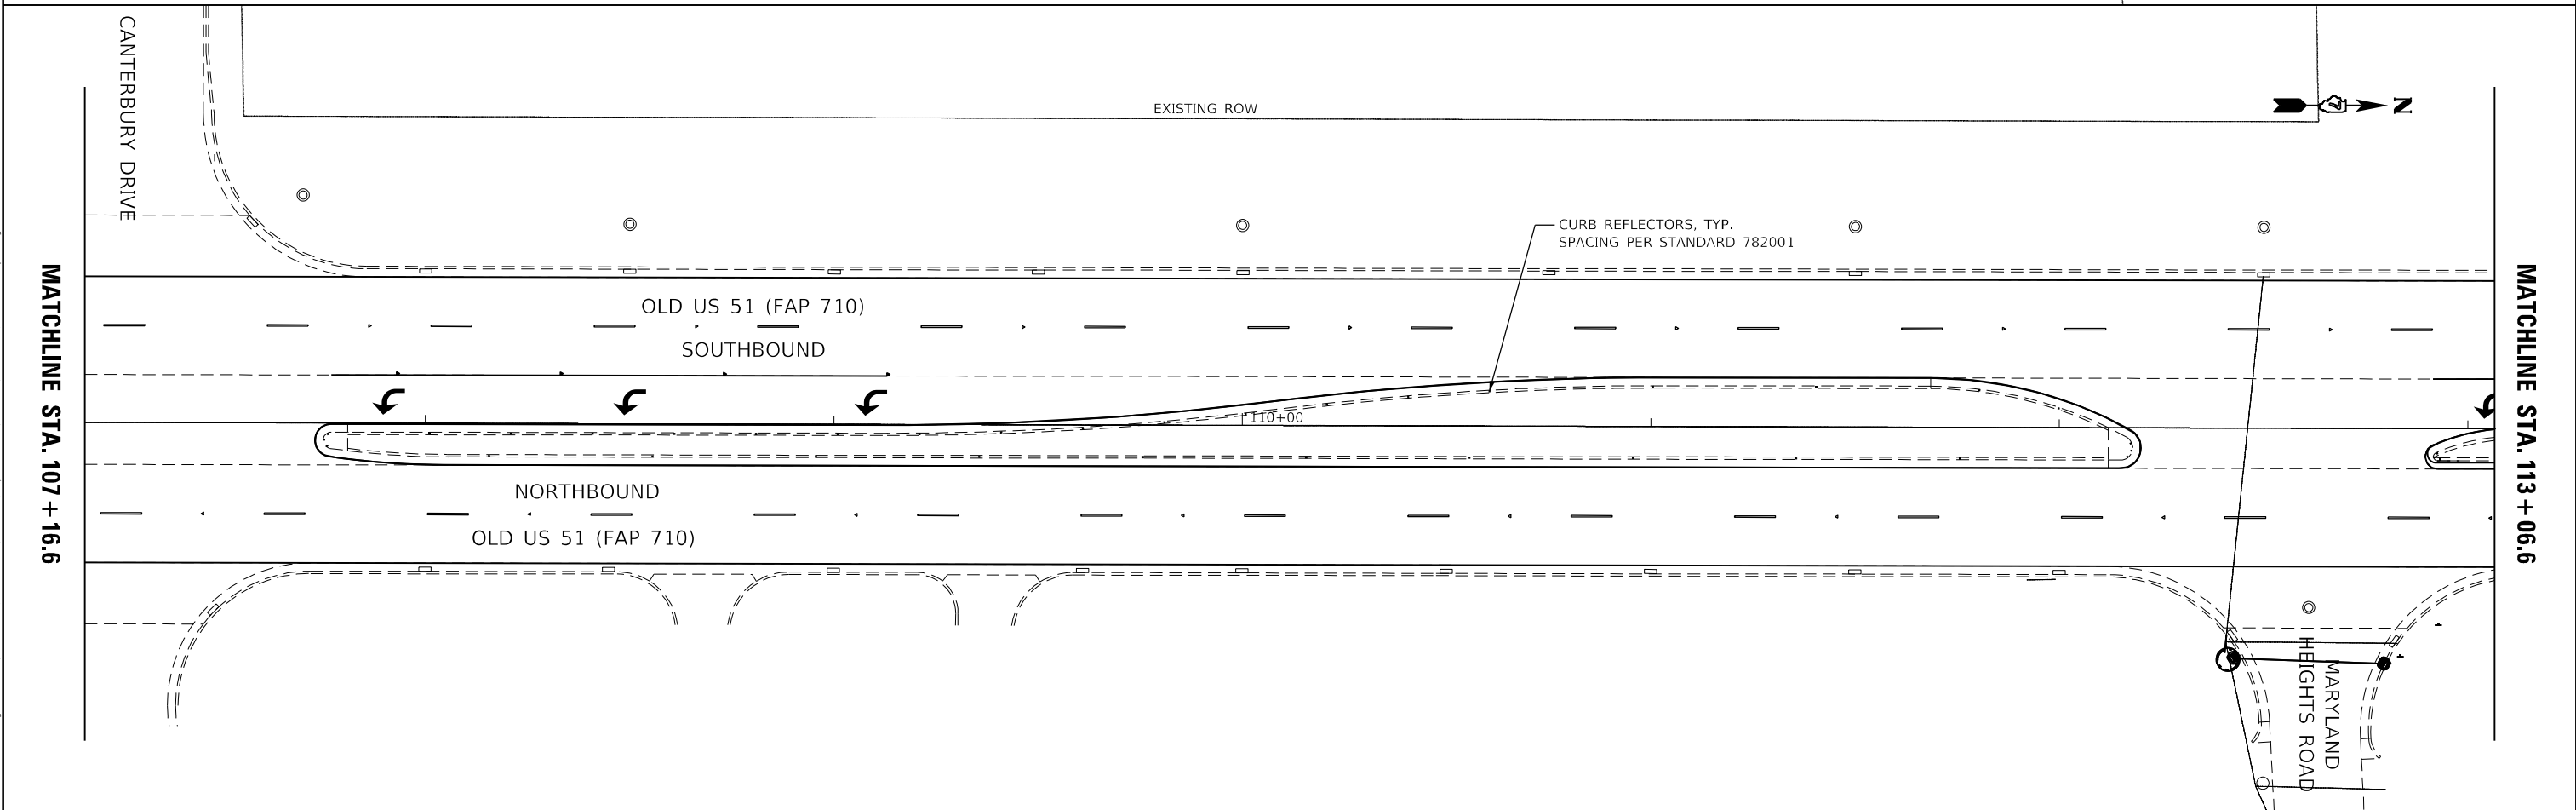 CANTERBURY DRIVE
EXISTING ROW
N
CURB REFLECTORS, TYP.
SPACING PER STANDARD 782001
MATCHLINE STA. 107+16.6
OLD US 51 (FAP 710)
SOUTHBOUND
110+00
NORTHBOUND
OLD US 51 (FAP 710)
MATCHLINE STA. 113+06.6
MARYLAND
HEIGHTS ROAD